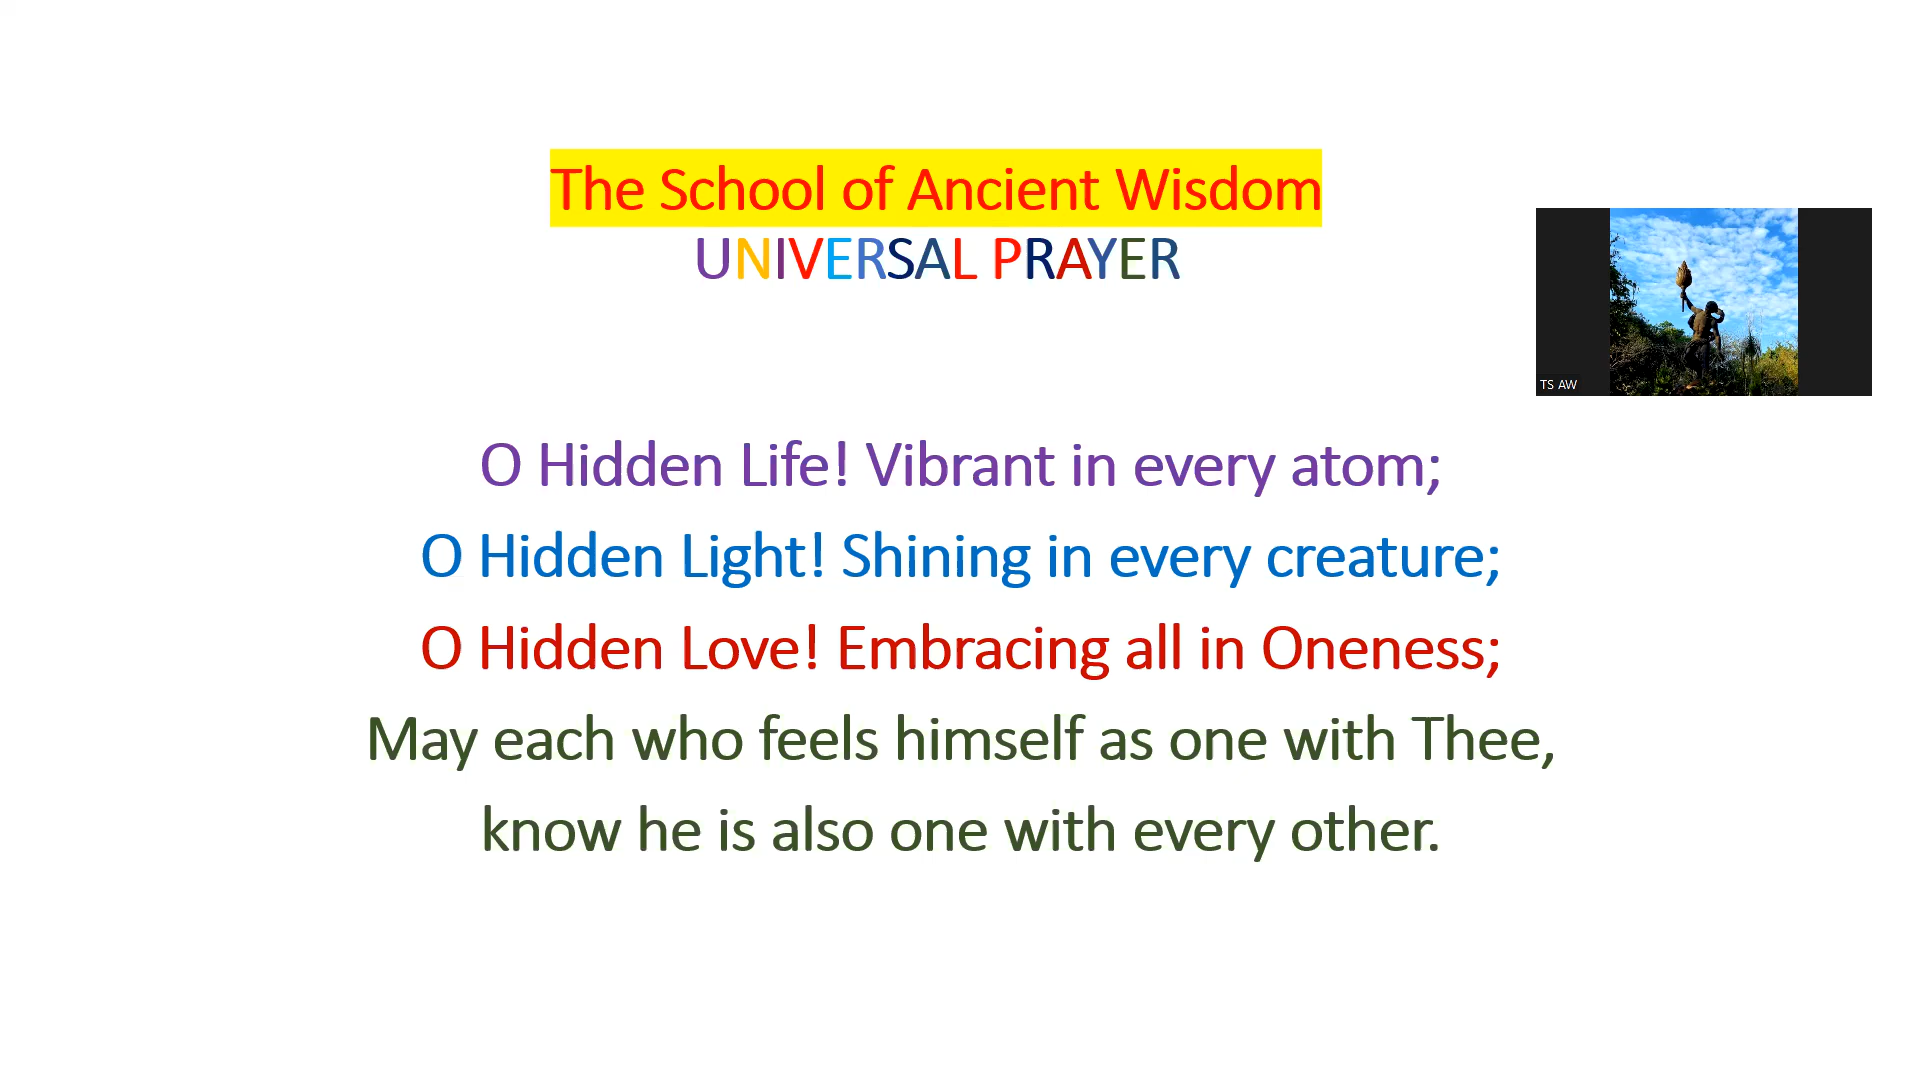 The School of Ancient Wisdom
UNIVERSAL PRAYER
TS AW
O Hidden Life! Vibrant in every atom;
O Hidden Light! Shining in every creature;
O Hidden Love! Embracing all in Oneness;
May each who feels himself as one with Thee,
know he is also one with every other.